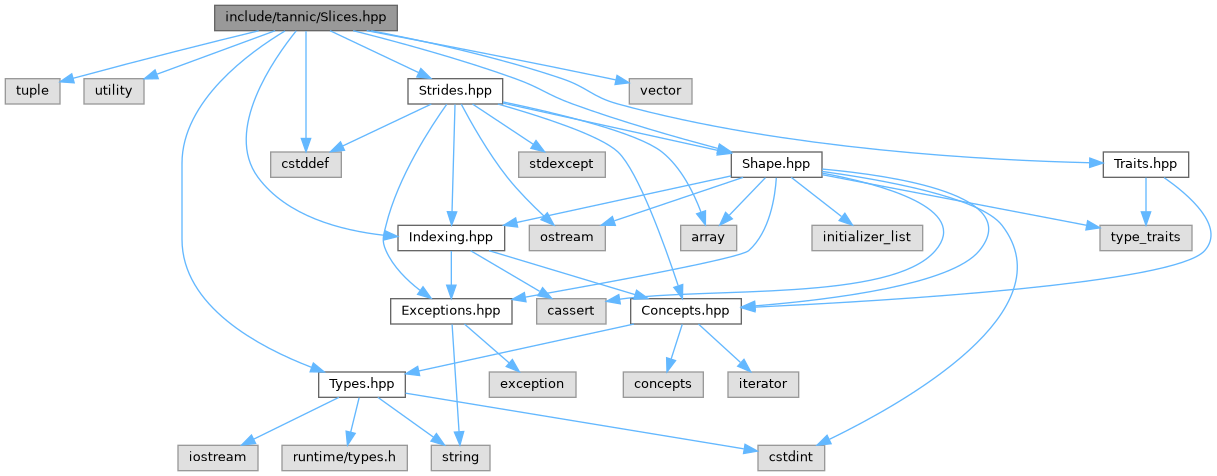 include/tannic/Slices.hpp
tuple
utility
Strides.hpp
vector
cstddef
stdexcept
Shape.hpp
Traits.hpp
Indexing.hpp
ostream
array
initializer_list
type_traits
Exceptions.hpp
cassert
Concepts.hpp
Types.hpp
exception
concepts
iterator
iostream
runtime/types.h
string
cstdint